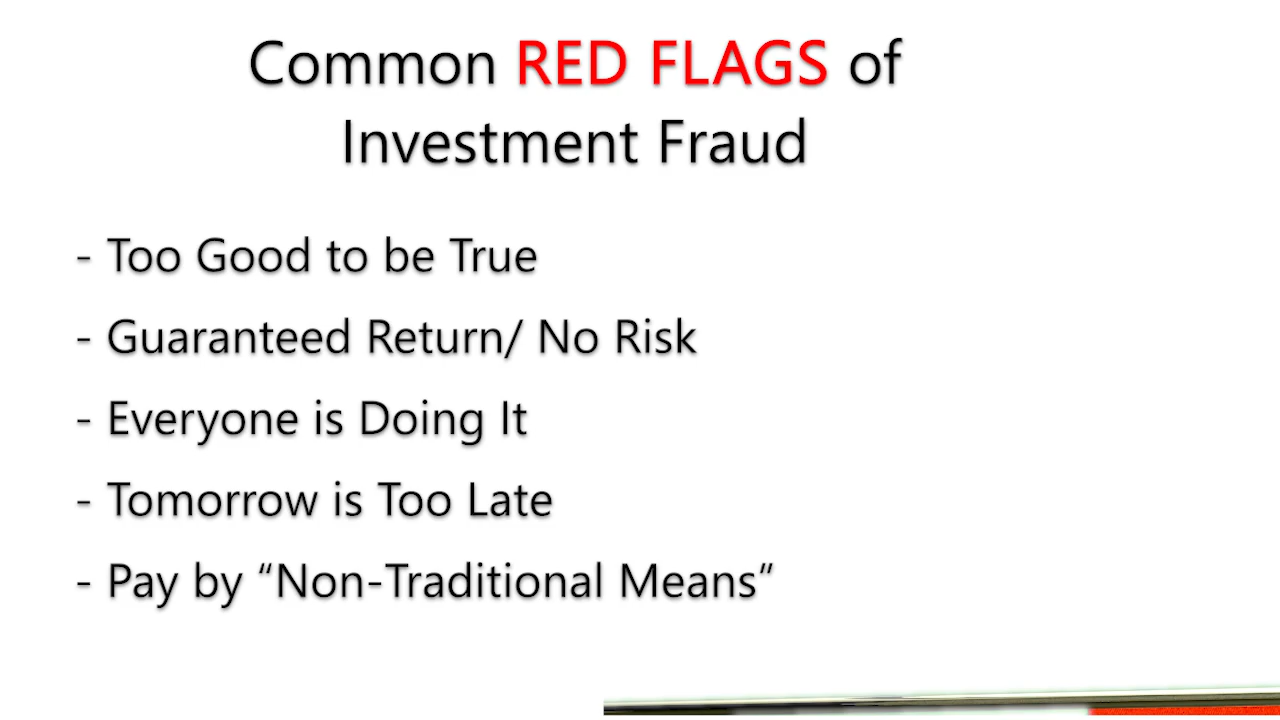 Common RED FLAGS of
Investment Fraud
- Too Good to be True
- Guaranteed Return/ No Risk
- Everyone is Doing It
- Tomorrow is Too Late
- Pay by “Non-Traditional Means”